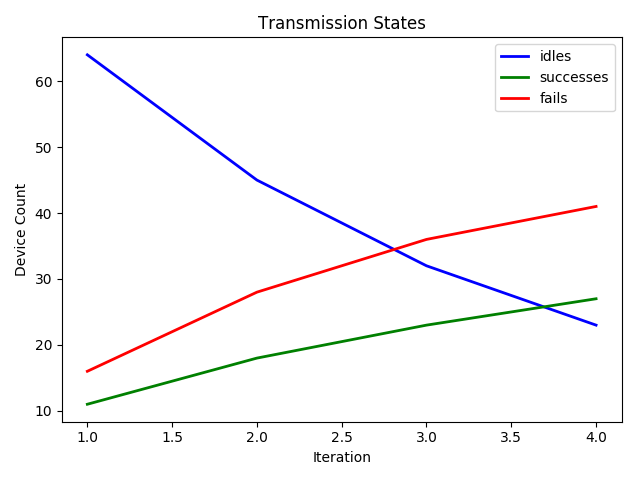 Transmission States
idles
successes
fails
Device Count
60
50
40
30
20
10
1.0 1.5 2.0 2.5 3.0 3.5 4.0
Iteration